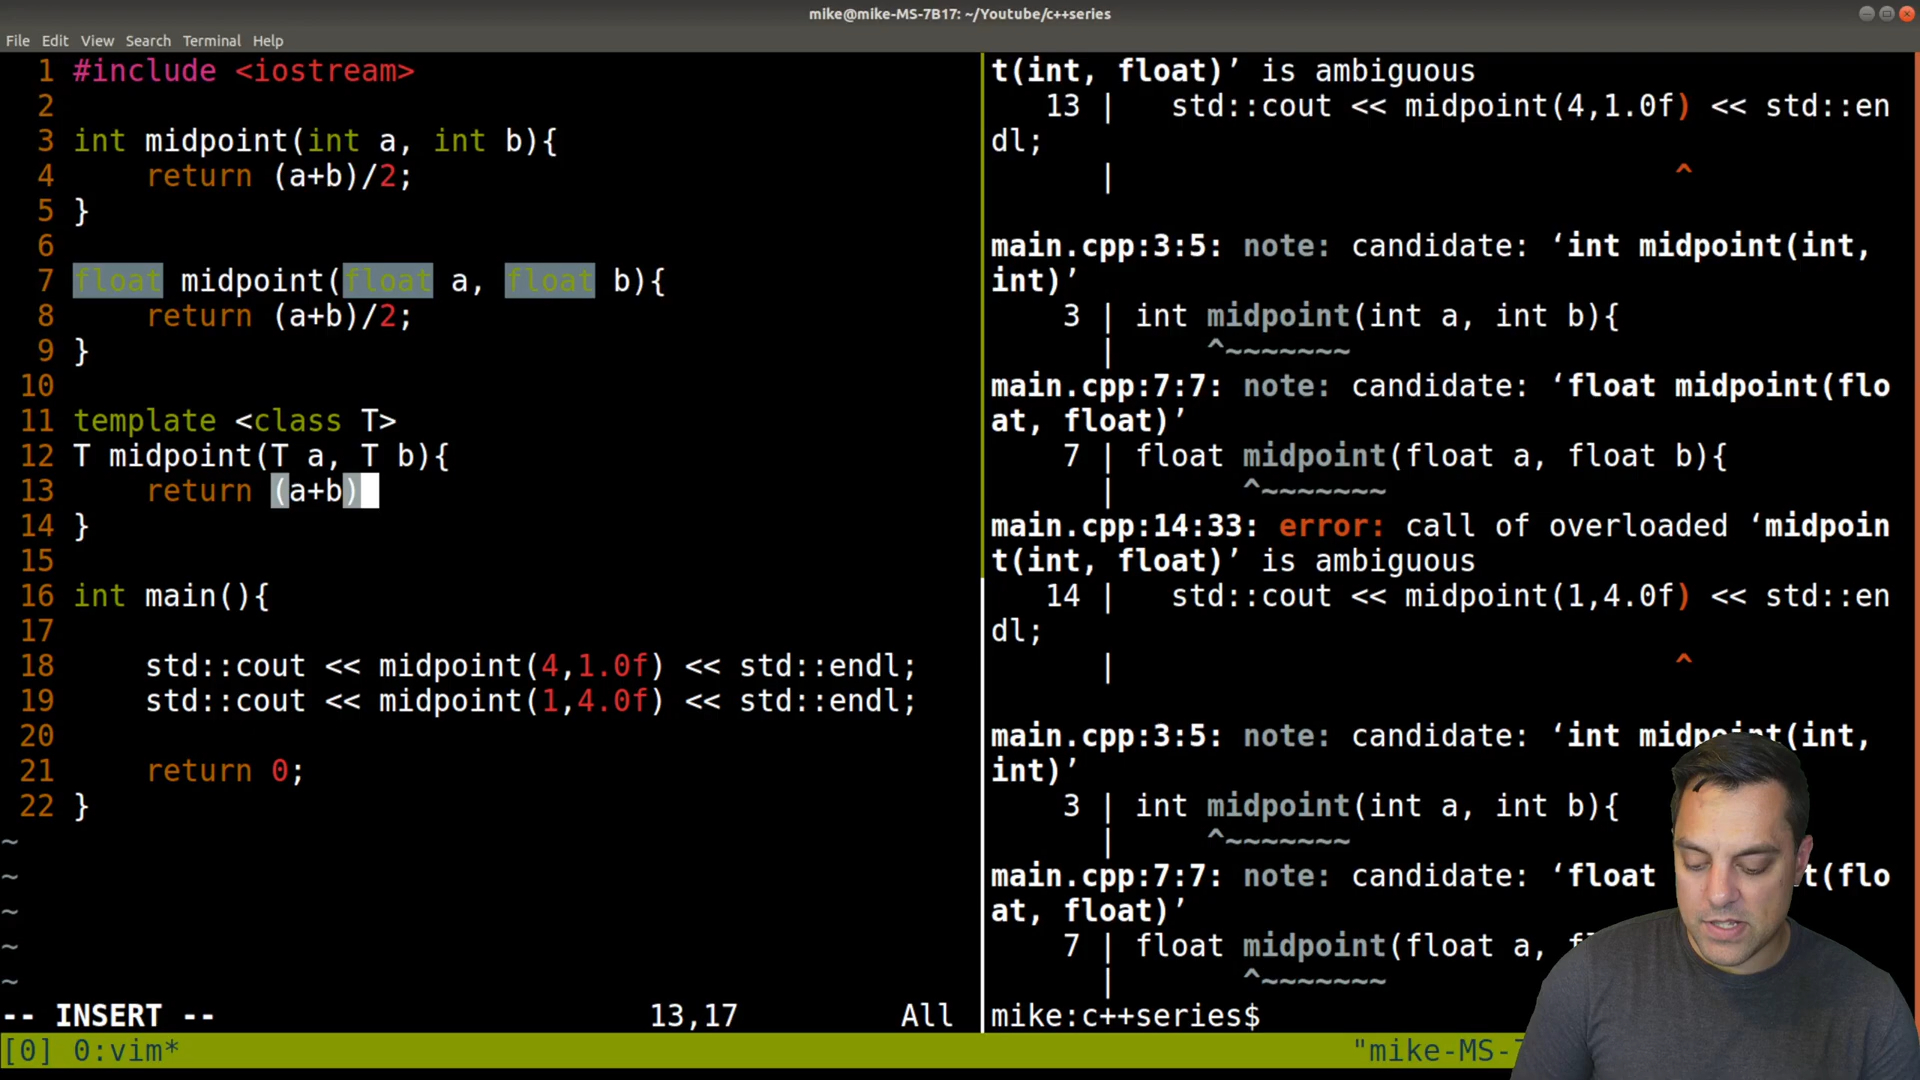 mike@mike-MS-7B17: ~/Youtube/c++series
File Edit View Search Terminal Help
1 #include <iostream>
2
3 int midpoint(int a, int b){
4     return (a+b)/2;
5 }
6
7 float midpoint(float a, float b){
8     return (a+b)/2;
9 }
10
11 template <class T>
12 T midpoint(T a, T b){
13     return (a+b)
14 }
15
16 int main(){
17
18     std::cout << midpoint(4,1.0f) << std::endl;
19     std::cout << midpoint(1,4.0f) << std::endl;
20
21     return 0;
22 }
~
~
~
~
~
-- INSERT -- 13,17 All
[0] 0:vim*
t(int, float)’ is ambiguous
13 |   std::cout << midpoint(4,1.0f) << std::en
dl;
| ^
main.cpp:3:5: note: candidate: ‘int midpoint(int,
int)’
3 | int midpoint(int a, int b){
| ^~~~~~~~
main.cpp:7:7: note: candidate: ‘float midpoint(flo
at, float)’
7 | float midpoint(float a, float b){
| ^~~~~~~~
main.cpp:14:33: error: call of overloaded ‘midpoin
t(int, float)’ is ambiguous
14 |   std::cout << midpoint(1,4.0f) << std::en
dl;
| ^
main.cpp:3:5: note: candidate: ‘int midpoint(int,
int)’
3 | int midpoint(int a, int b){
| ^~~~~~~~
main.cpp:7:7: note: candidate: ‘float t(flo
at, float)’
7 | float midpoint(float a,
| ^~~~~~~~
mike:c++series$
"mike-MS-7